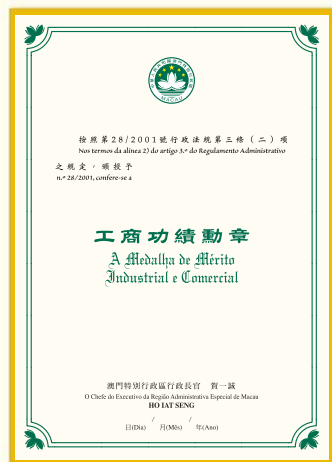 MACAU
按照第28/2001號行政法規第三條（二）項
Nos termos da alínea 2) do artigo 3.º do Regulamento Administrativo
之規定，頒授予
n.º 28/2001, confere-se a
工商功績勳章
A Medalha de Mérito
Industrial e Comercial
澳門特別行政區行政長官　賀一誠
O Chefe do Executivo da Região Administrativa Especial de Macau
HO IAT SENG
/ /
日(Dia) 月(Mês) 年(Ano)